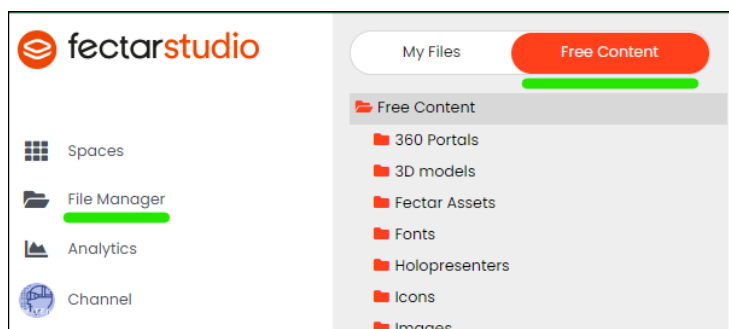 fectarstudio
My Files
Free Content
Free Content
360 Portals
3D models
Fectar Assets
Fonts
Holopresenters
Icons
Images
Spaces
File Manager
Analytics
Channel